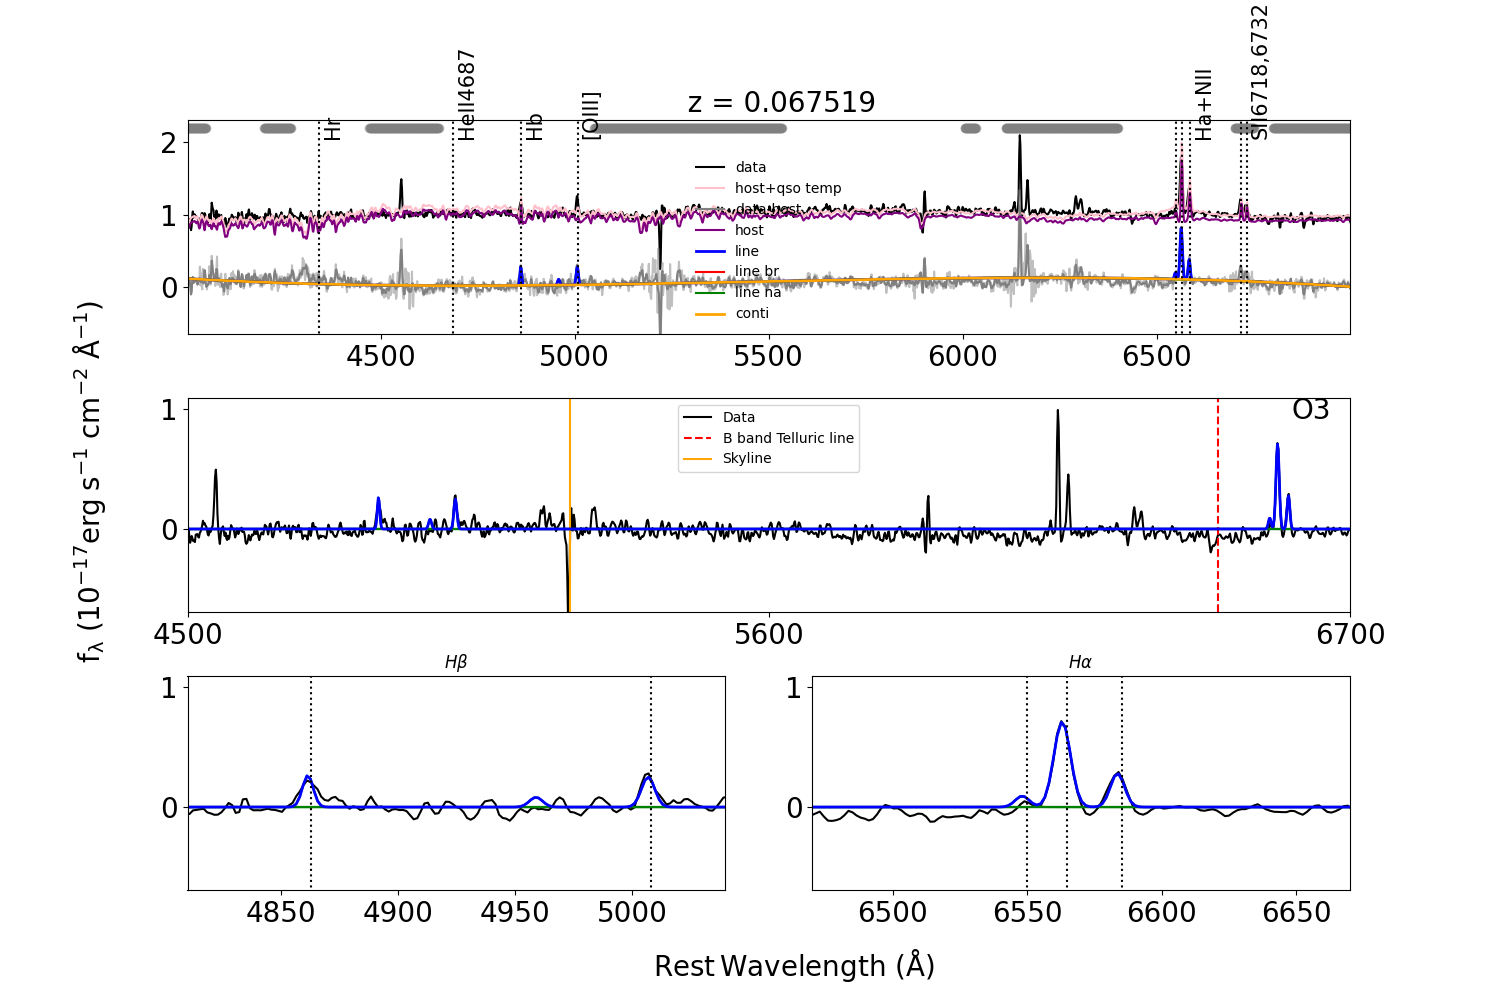 Hr
HeII4687
Hb
[OIII]
Ha+NII
SII6718,6732
z = 0.067519
2
1
0
data
host+qso temp
data-host
host
line
line br
line na
conti
4500
5000
5500
6000
6500
f_λ (10^−17 erg s^−1 cm^−2 Å^−1)
1
0
Data
B band Telluric line
Skyline
O3
4500
5600
6700
Hβ
1
0
4850
4900
4950
5000
Hα
1
0
6500
6550
6600
6650
Rest Wavelength (Å)